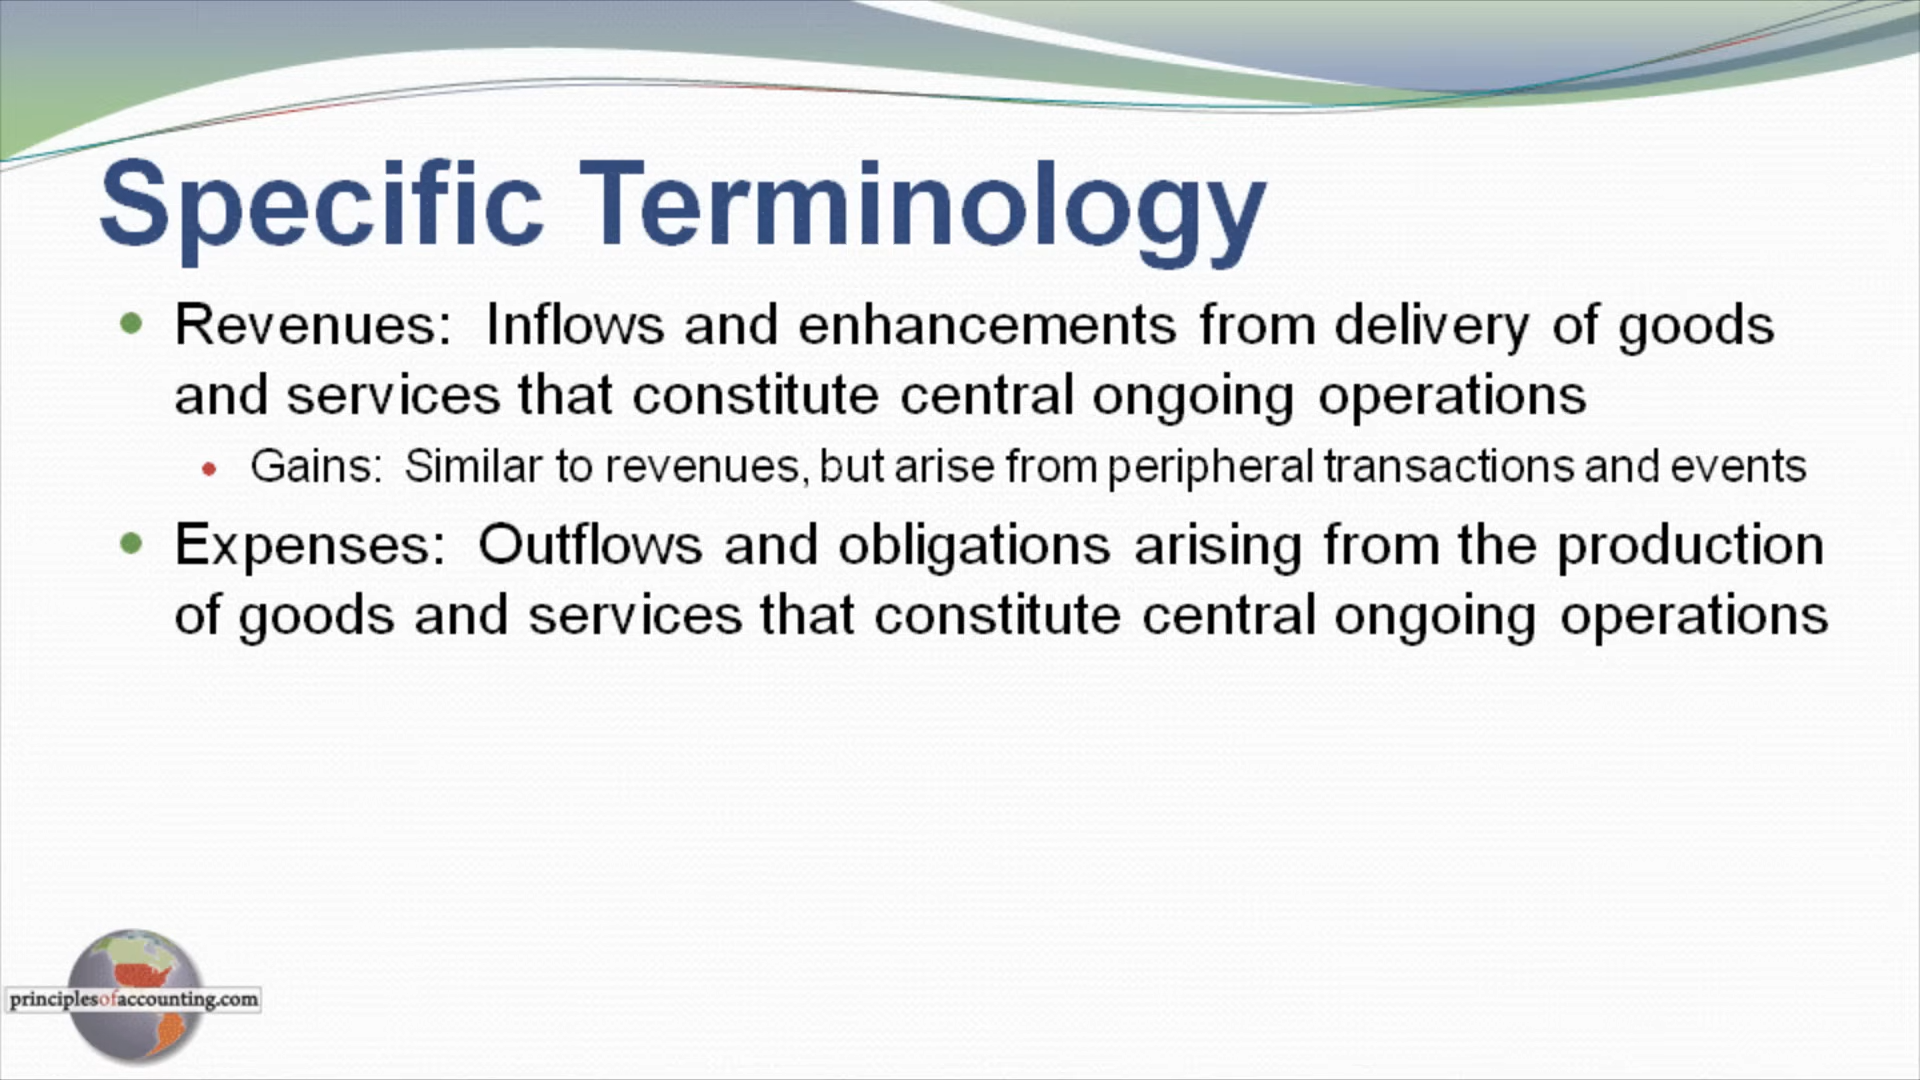 Specific Terminology
Revenues: Inflows and enhancements from delivery of goods
and services that constitute central ongoing operations
Gains: Similar to revenues, but arise from peripheral transactions and events
Expenses: Outflows and obligations arising from the production
of goods and services that constitute central ongoing operations
principlesofaccounting.com